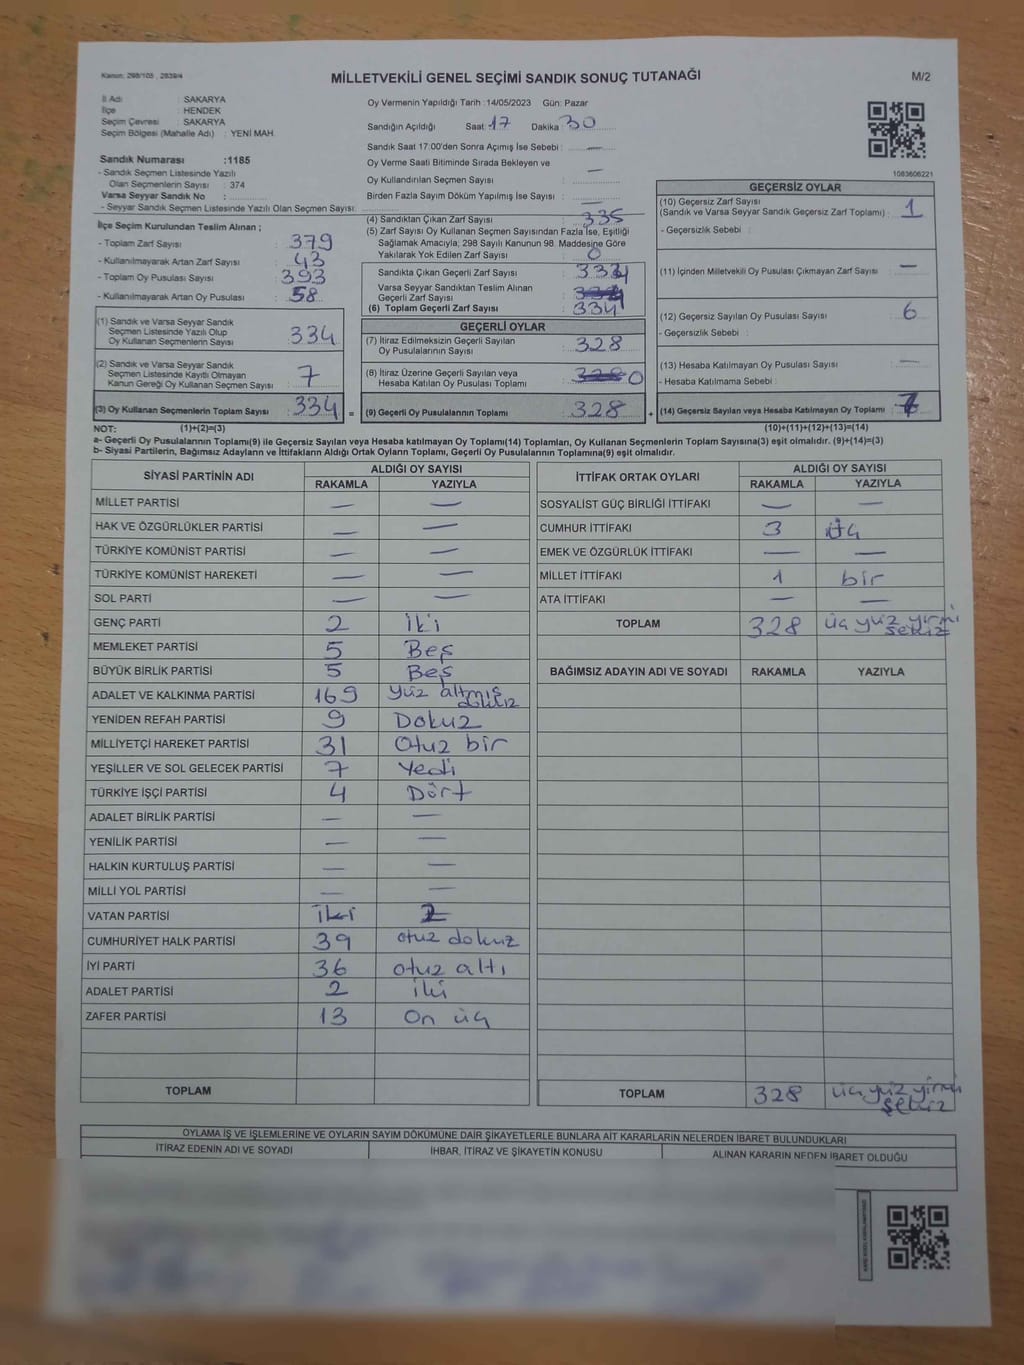 Kanun: 298/105 , 2839/4
MİLLETVEKİLİ GENEL SEÇİMİ SANDIK SONUÇ TUTANAĞI
M/2
İl Adı : SAKARYA
İlçe : HENDEK
Seçim Çevresi : SAKARYA
Seçim Bölgesi (Mahalle Adı) : YENİ MAH.
Sandık Numarası :1185
- Sandık Seçmen Listesinde Yazılı
Olan Seçmenlerin Sayısı : 374
Varsa Seyyar Sandık No :
- Seyyar Sandık Seçmen Listesinde Yazılı Olan Seçmen Sayısı:
Oy Vermenin Yapıldığı Tarih :14/05/2023 Gün: Pazar
Sandığın Açıldığı Saat: 17 Dakika: 30
Sandık Saat 17:00'den Sonra Açımış İse Sebebi : —
Oy Verme Saati Bitiminde Sırada Bekleyen ve
Oy Kullandırılan Seçmen Sayısı : —
Birden Fazla Sayım Döküm Yapılmış İse Sayısı : —
1083606221
İlçe Seçim Kurulundan Teslim Alınan ;
- Toplam Zarf Sayısı : 379
- Kullanılmayarak Artan Zarf Sayısı : 43
- Toplam Oy Pusulası Sayısı : 393
- Kullanılmayarak Artan Oy Pusulası : 58
(1) Sandık ve Varsa Seyyar Sandık
Seçmen Listesinde Yazılı Olup
Oy Kullanan Seçmenlerin Sayısı : 334
(2) Sandık ve Varsa Seyyar Sandık
Seçmen Listesinde Kayıtlı Olmayan
Kanun Gereği Oy Kullanan Seçmen Sayısı : 7
(3) Oy Kullanan Seçmenlerin Toplam Sayısı : 334 =
(4) Sandıktan Çıkan Zarf Sayısı : 335
(5) Zarf Sayısı Oy Kullanan Seçmen Sayısından Fazla İse, Eşitliği
Sağlamak Amacıyla; 298 Sayılı Kanunun 98. Maddesine Göre
Yakılarak Yok Edilen Zarf Sayısı : 0
Sandıkta Çıkan Geçerli Zarf Sayısı : 334
Varsa Seyyar Sandıktan Teslim Alınan
Geçerli Zarf Sayısı :
(6) Toplam Geçerli Zarf Sayısı : 334
GEÇERLİ OYLAR
(7) İtiraz Edilmeksizin Geçerli Sayılan
Oy Pusulalarının Sayısı : 328
(8) İtiraz Üzerine Geçerli Sayılan veya
Hesaba Katılan Oy Pusulası Toplamı : 0
(9) Geçerli Oy Pusulalarının Toplamı : 328 +
GEÇERSİZ OYLAR
(10) Geçersiz Zarf Sayısı
(Sandık ve Varsa Seyyar Sandık Geçersiz Zarf Toplamı) : 1
- Geçersizlik Sebebi :
(11) İçinden Milletvekil Oy Pusulası Çıkmayan Zarf Sayısı : —
(12) Geçersiz Sayılan Oy Pusulası Sayısı : 6
- Geçersizlik Sebebi :
(13) Hesaba Katılmayan Oy Pusulası Sayısı : —
- Hesaba Katılmama Sebebi :
(14) Geçersiz Sayılan veya Hesaba Katılmayan Oy Toplamı : 7
NOT: (1)+(2)=(3) (10)+(11)+(12)+(13)=(14)
a- Geçerli Oy Pusulalarının Toplamı(9) ile Geçersiz Sayılan veya Hesaba katılmayan Oy Toplamı(14) Toplamları, Oy Kullanan Seçmenlerin Toplam Sayısına(3) eşit olmalıdır. (9)+(14)=(3)
b- Siyasi Partilerin, Bağımsız Adayların ve İttifakların Aldığı Ortak Oyların Toplamı, Geçerli Oy Pusulalarının Toplamına(9) eşit olmalıdır.
SİYASİ PARTİNİN ADI ALDIĞI OY SAYISI
RAKAMLA YAZIYLA
MİLLET PARTİSİ — —
HAK VE ÖZGÜRLÜKLER PARTİSİ — —
TÜRKİYE KOMÜNİST PARTİSİ — —
TÜRKİYE KOMÜNİST HAREKETİ — —
SOL PARTİ — —
GENÇ PARTİ 2 iki
MEMLEKET PARTİSİ 5 Beş
BÜYÜK BİRLİK PARTİSİ 5 Beş
ADALET VE KALKINMA PARTİSİ 169 yüz altmış dokuz
YENİDEN REFAH PARTİSİ 9 Dokuz
MİLLİYETÇİ HAREKET PARTİSİ 31 Otuz bir
YEŞİLLER VE SOL GELECEK PARTİSİ 7 Yedi
TÜRKİYE İŞÇİ PARTİSİ 4 Dört
ADALET BİRLİK PARTİSİ — —
YENİLİK PARTİSİ — —
HALKIN KURTULUŞ PARTİSİ — —
MİLLİ YOL PARTİSİ — —
VATAN PARTİSİ iki 2
CUMHURİYET HALK PARTİSİ 39 otuz dokuz
İYİ PARTİ 36 otuz altı
ADALET PARTİSİ 2 iki
ZAFER PARTİSİ 13 On üç
TOPLAM
İTTİFAK ORTAK OYLARI ALDIĞI OY SAYISI
RAKAMLA YAZIYLA
SOSYALİST GÜÇ BİRLİĞİ İTTİFAKI — —
CUMHUR İTTİFAKI 3 üç
EMEK VE ÖZGÜRLÜK İTTİFAKI — —
MİLLET İTTİFAKI 1 bir
ATA İTTİFAKI — —
TOPLAM 328 üç yüz yirmi sekiz
BAĞIMSIZ ADAYIN ADI VE SOYADI RAKAMLA YAZIYLA
TOPLAM 328 üç yüz yirmi şekiz
OYLAMA İŞ VE İŞLEMLERİNE VE OYLARIN SAYIM DÖKÜMÜNE DAİR ŞİKAYETLERLE BUNLARA AİT KARARLARIN NELERDEN İBARET BULUNDUKLARI
İTİRAZ EDENİN ADI VE SOYADI
İHBAR, İTİRAZ VE ŞİKAYETİN KONUSU
ALINAN KARARIN NEDEN İBARET OLDUĞU